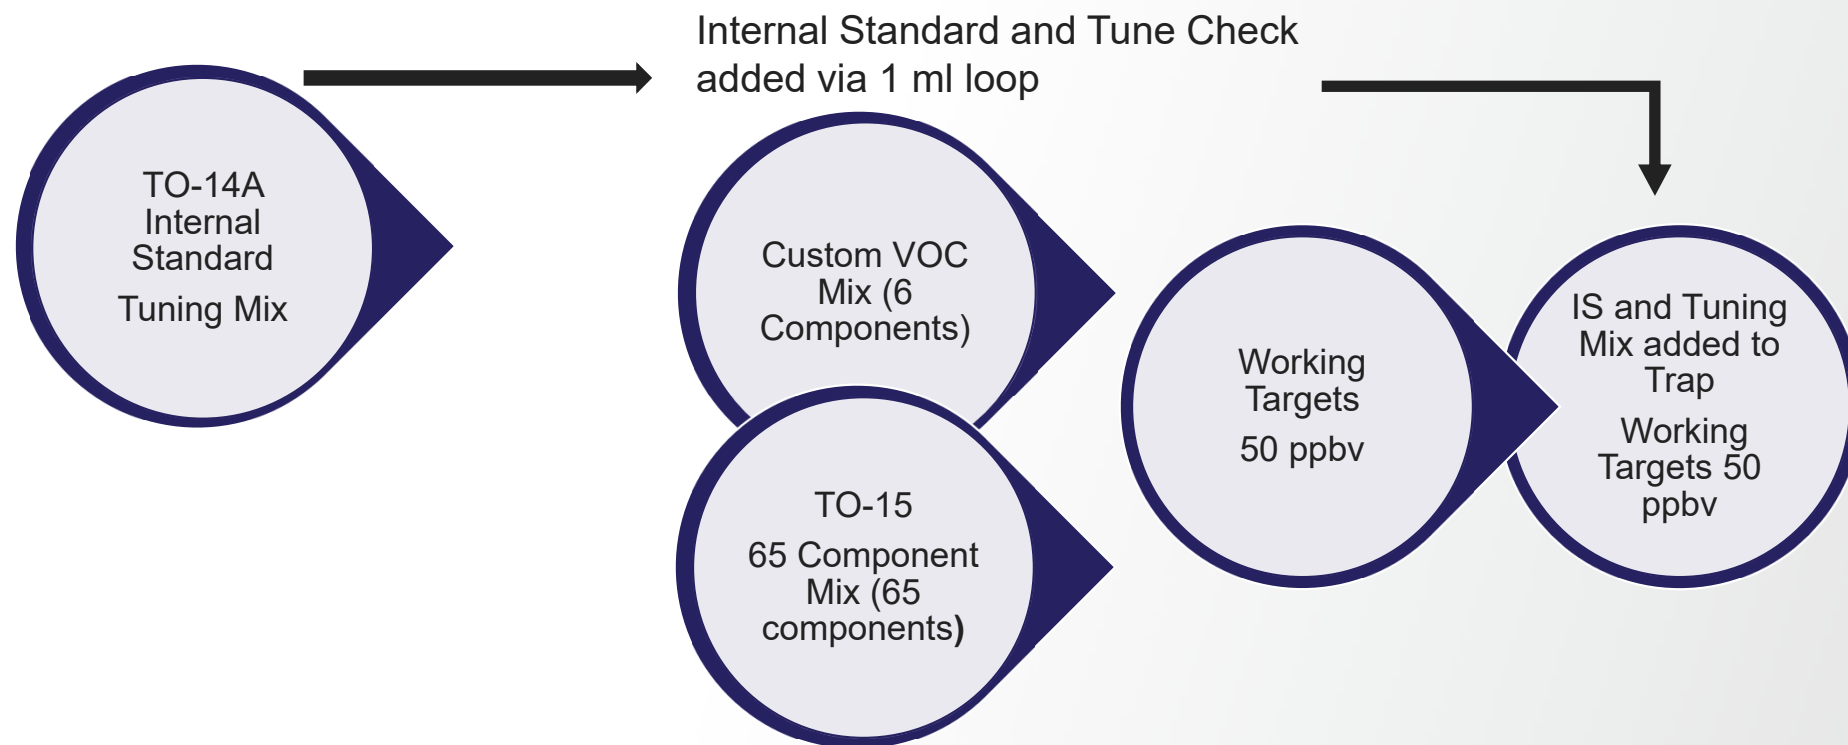 Internal Standard and Tune Check
added via 1 ml loop
TO-14A
Internal
Standard
Tuning Mix
Custom VOC
Mix (6
Components)
TO-15
65 Component
Mix (65
components)
Working
Targets
50 ppbv
IS and Tuning
Mix added to
Trap
Working
Targets 50
ppbv